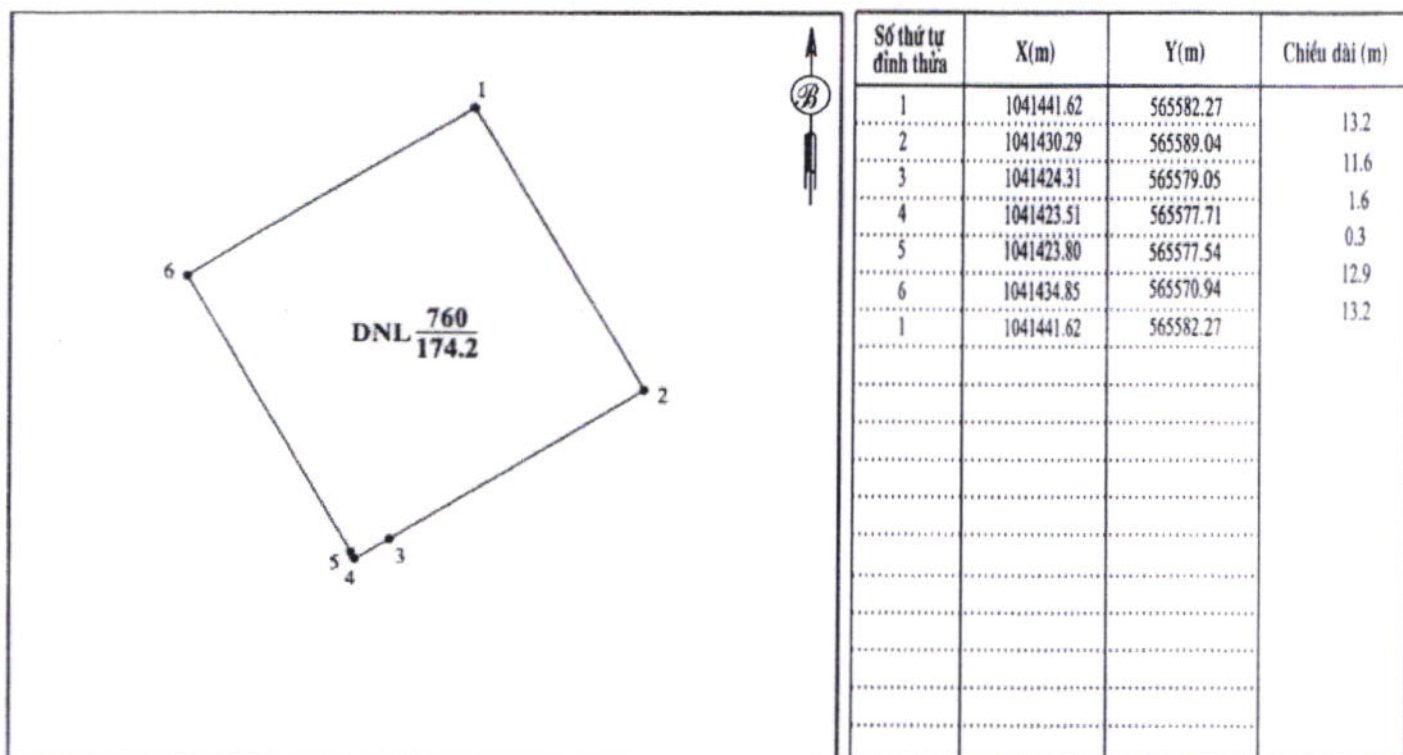 1
B
6
DNL 760
174.2
2
5
3
4
Số thứ tự đỉnh thửa X(m) Y(m) Chiều dài (m)
1 1041441.62 565582.27
13.2
2 1041430.29 565589.04
11.6
3 1041424.31 565579.05
1.6
4 1041423.51 565577.71
0.3
5 1041423.80 565577.54
12.9
6 1041434.85 565570.94
13.2
1 1041441.62 565582.27